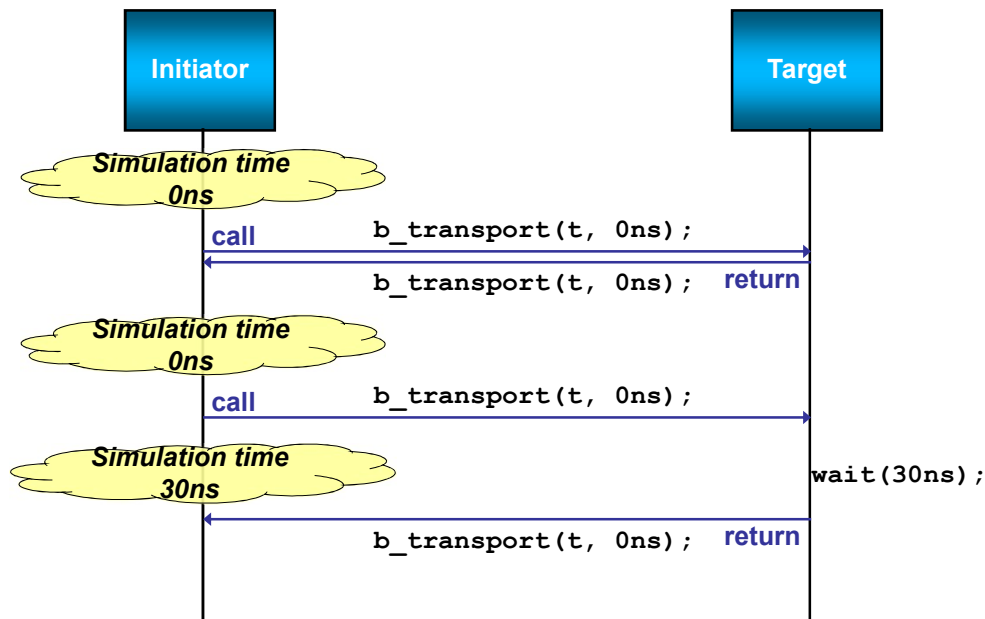 Initiator
Target
Simulation time
0ns
call
b_transport(t, 0ns);
b_transport(t, 0ns);
return
Simulation time
0ns
call
b_transport(t, 0ns);
Simulation time
30ns
wait(30ns);
b_transport(t, 0ns);
return